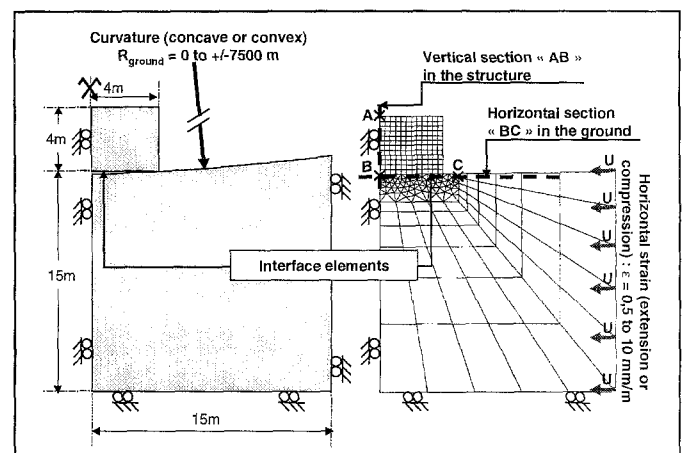 Curvature (concave or convex)
R ground = 0 to +/-7500 m
4m
4m
15m
15m
Interface elements
Vertical section « AB »
in the structure
Horizontal section
« BC » in the ground
A
B
C
U
U
U
U
U
U
Horizontal strain (extension or
compression) : ε = 0,5 to 10 mm/m